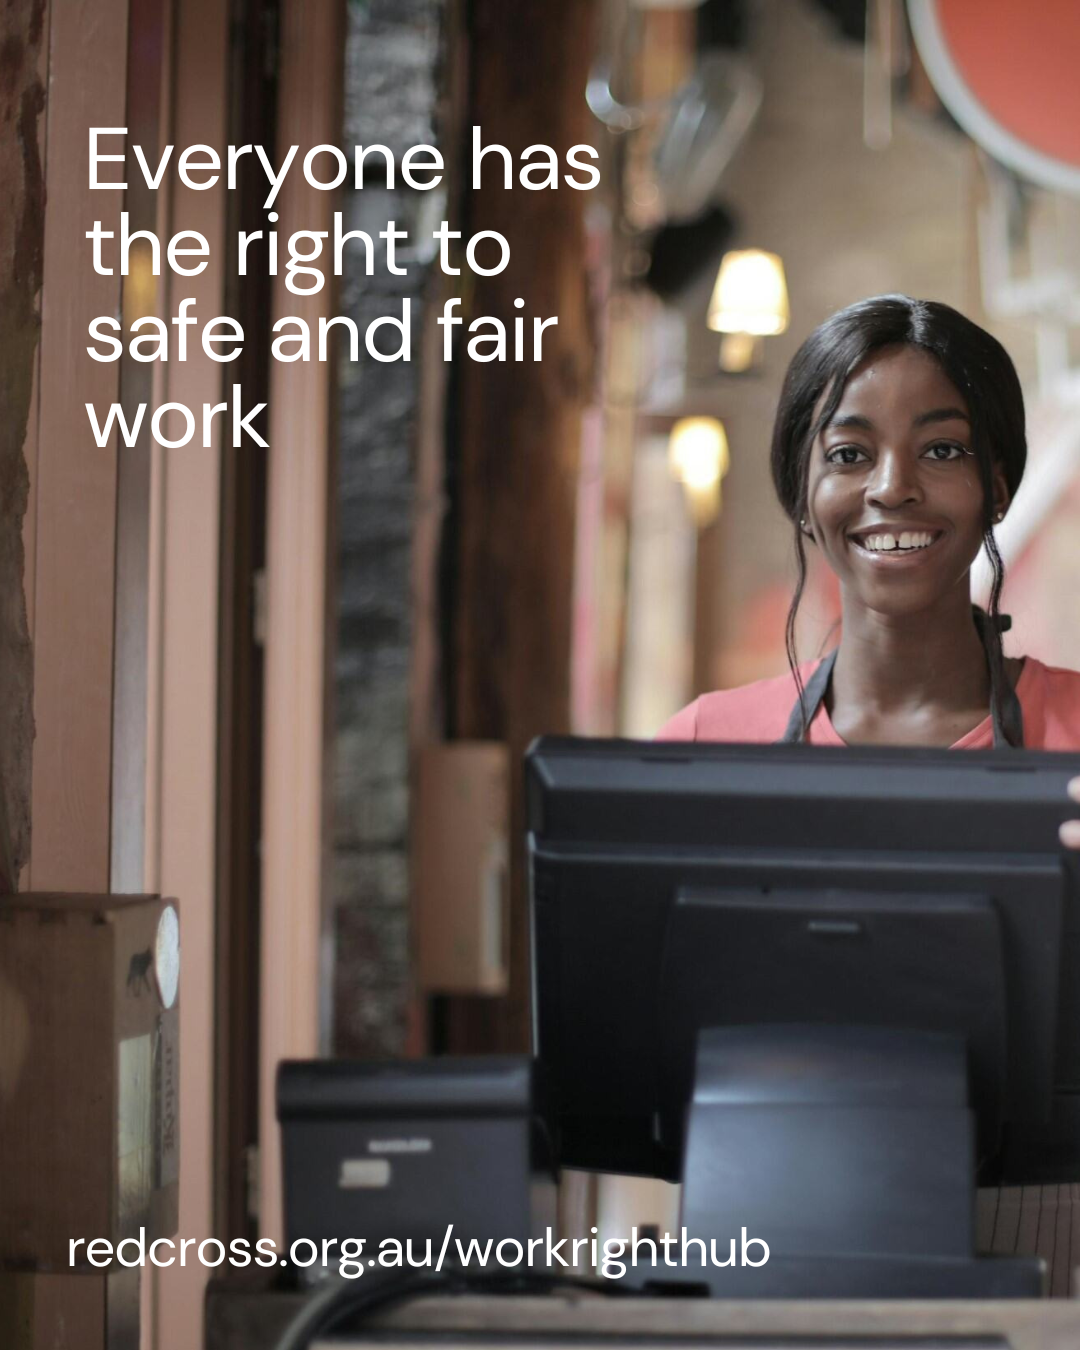 Everyone has
the right to
safe and fair
work
redcross.org.au/workrighthub